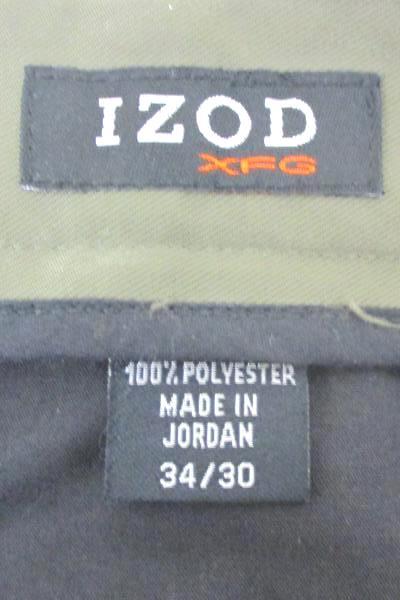 IZOD
XFG
100% POLYESTER
MADE IN
JORDAN
34/30